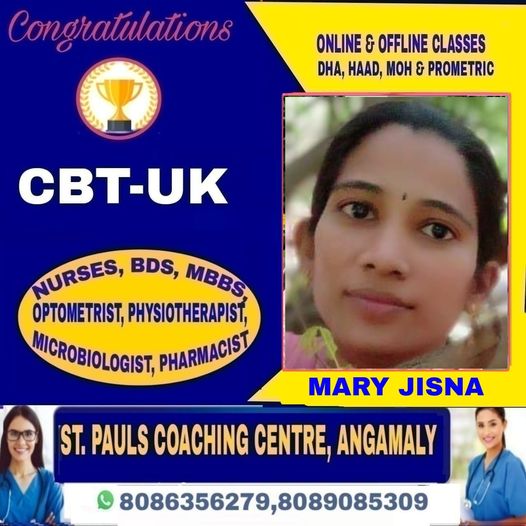 Congratulations
ONLINE & OFFLINE CLASSES
DHA, HAAD, MOH & PROMETRIC
CBT-UK
NURSES, BDS, MBBS,
OPTOMETRIST, PHYSIOTHERAPIST,
MICROBIOLOGIST, PHARMACIST
MARY JISNA
ST. PAULS COACHING CENTRE, ANGAMALY
8086356279,8089085309